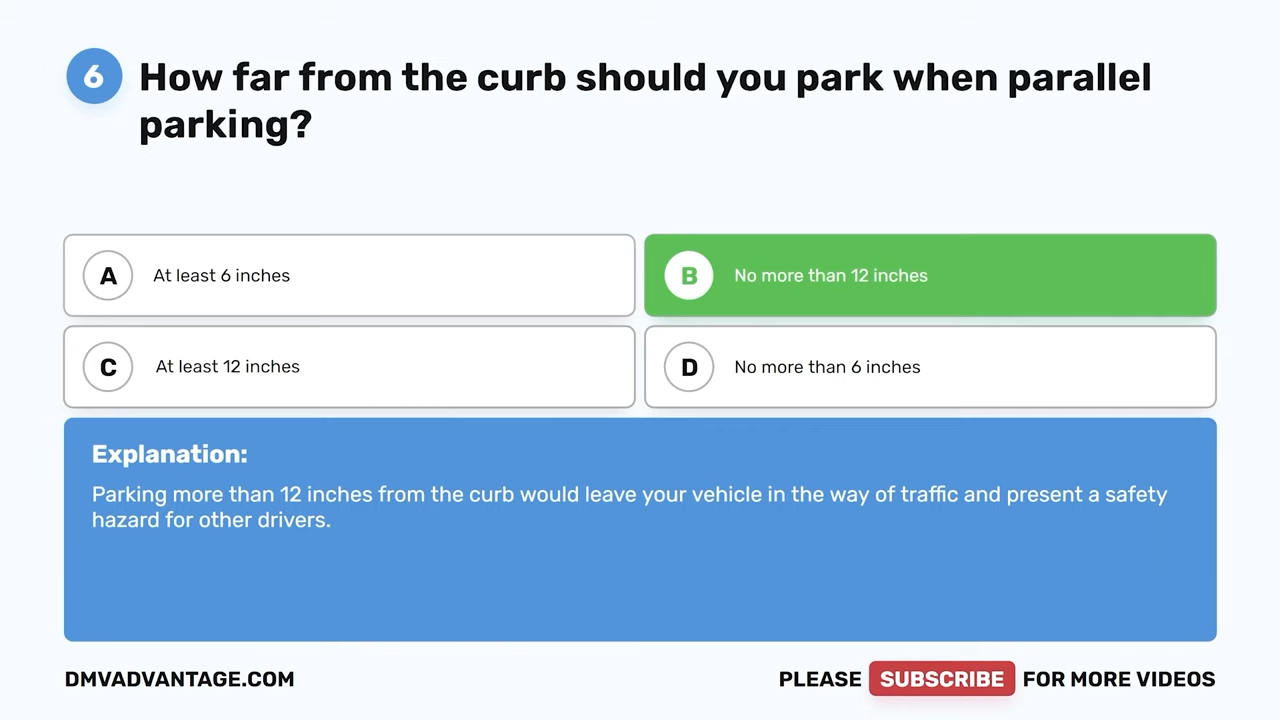 6
How far from the curb should you park when parallel
parking?
A At least 6 inches
B No more than 12 inches
C At least 12 inches
D No more than 6 inches
Explanation:
Parking more than 12 inches from the curb would leave your vehicle in the way of traffic and present a safety
hazard for other drivers.
DMVADVANTAGE.COM
PLEASE SUBSCRIBE FOR MORE VIDEOS